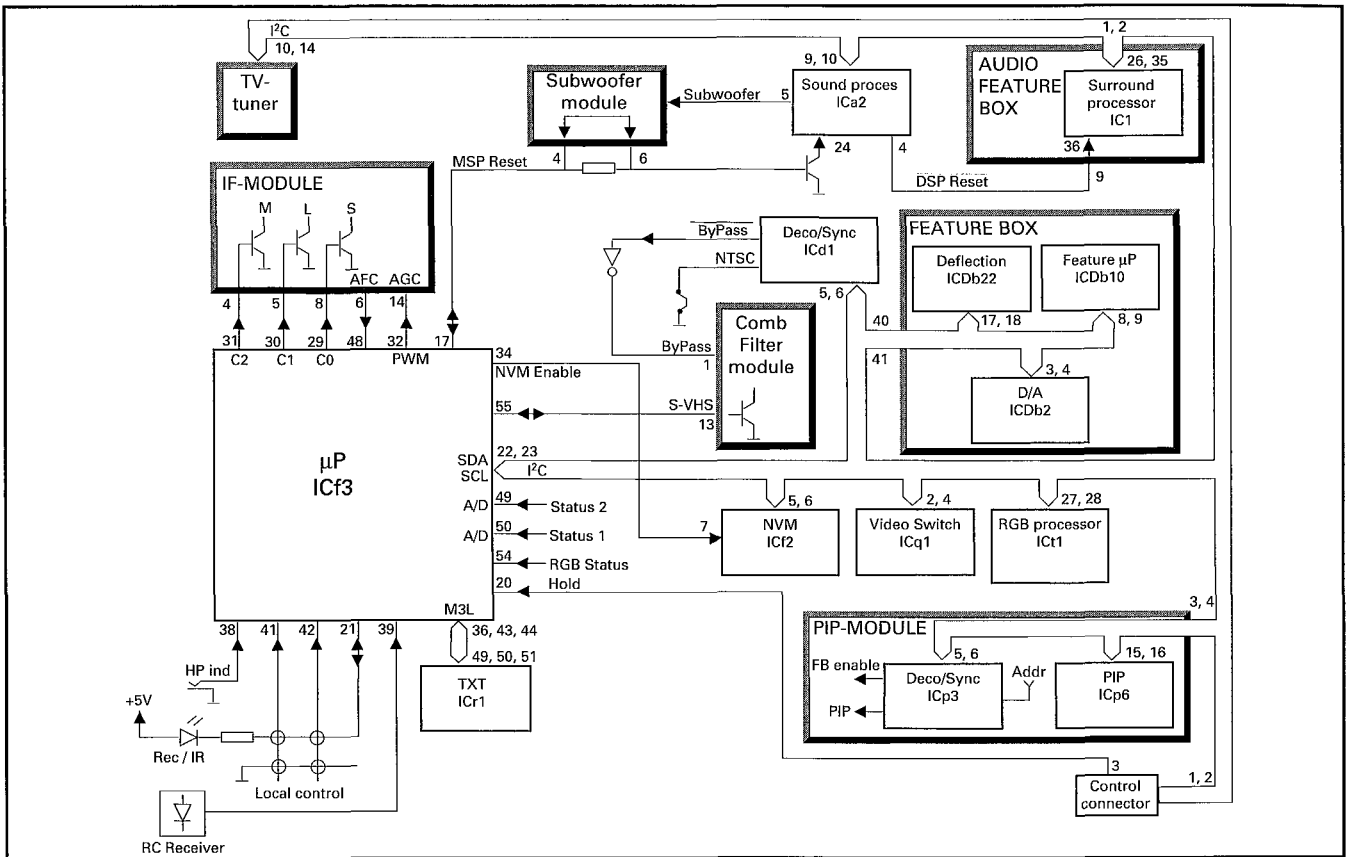 I²C
10, 14
1, 2
TV-
tuner
Subwoofer
module
4
6
Subwoofer
5
9, 10
Sound proces
ICa2
24
4
AUDIO
FEATURE
BOX
26, 35
Surround
processor
IC1
36
9
DSP Reset
MSP Reset
IF-MODULE
M
L
S
AFC
AGC
4
5
8
6
14
31
30
29
48
32
17
C2
C1
C0
PWM
ByPass
NTSC
Deco/Sync
ICd1
5, 6
FEATURE BOX
Deflection
ICDb22
Feature µP
ICDb10
40
17, 18
8, 9
41
3, 4
D/A
ICDb2
Comb
Filter
module
ByPass
1
S-VHS
13
34
NVM Enable
55
22, 23
SDA
SCL
I²C
µP
ICf3
A/D
49
Status 2
A/D
50
Status 1
54
RGB Status
20
Hold
M3L
5, 6
7
NVM
ICf2
2, 4
Video Switch
ICq1
27, 28
RGB processor
ICt1
3, 4
38
41
42
21
39
36, 43, 44
49, 50, 51
TXT
ICr1
HP ind
+5V
Rec / IR
Local control
RC Receiver
PIP-MODULE
FB enable
PIP
5, 6
Deco/Sync
ICp3
Addr
15, 16
PIP
ICp6
3
Control
connector
1, 2